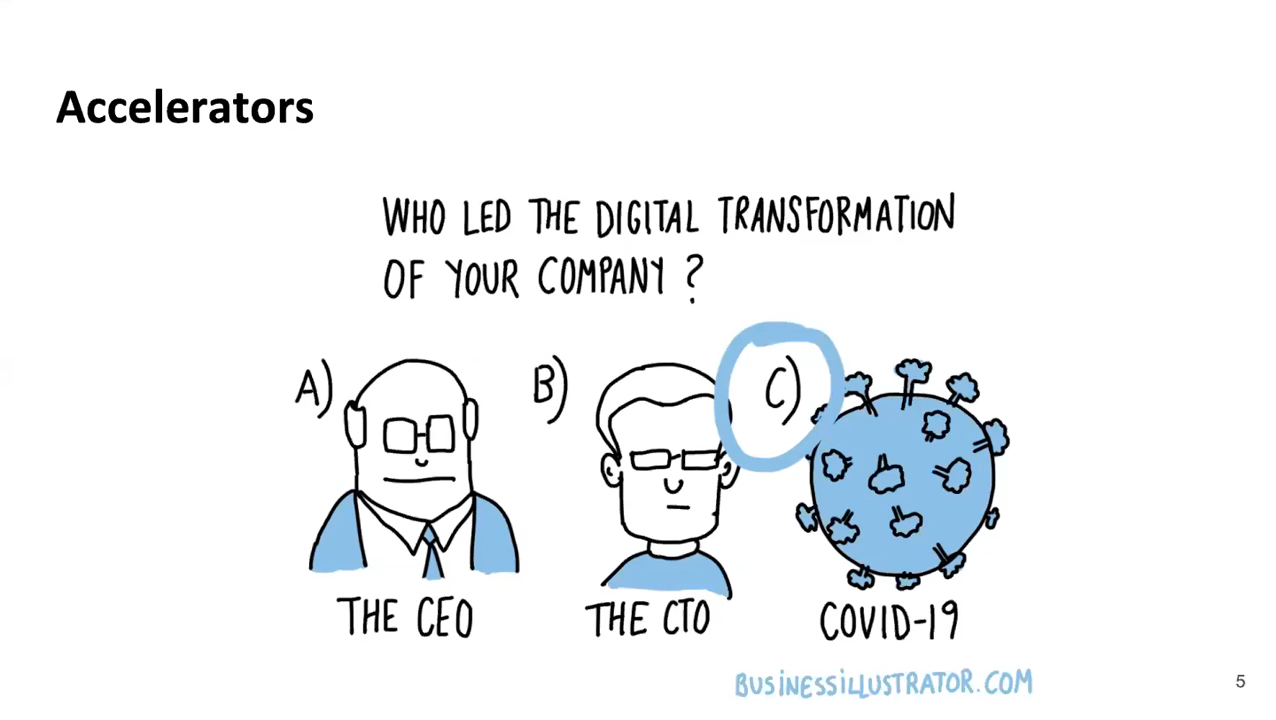 Accelerators
WHO LED THE DIGITAL TRANSFORMATION
OF YOUR COMPANY ?
A)
B)
C)
THE CEO
THE CTO
COVID-19
BUSiNESSiLLUSTRATOR.COM
5